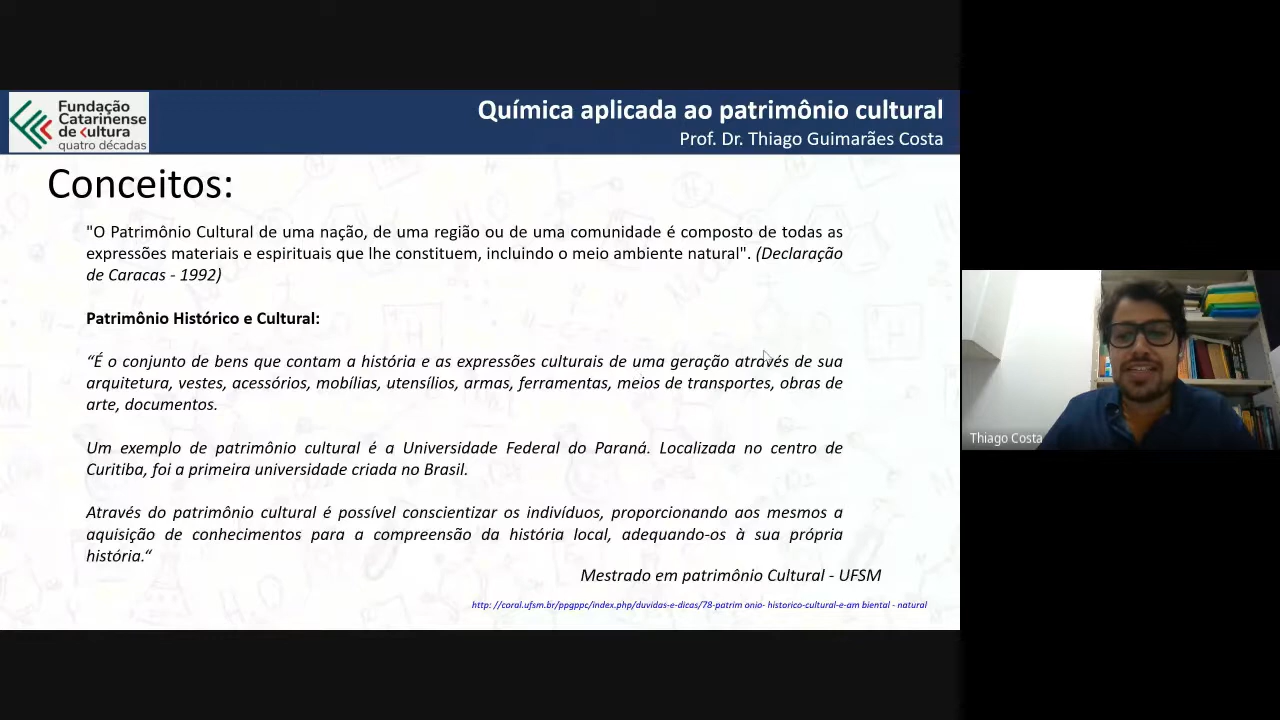 Fundação
Catarinense
de cultura
quatro décadas
Química aplicada ao patrimônio cultural
Prof. Dr. Thiago Guimarães Costa
Conceitos:
"O Patrimônio Cultural de uma nação, de uma região ou de uma comunidade é composto de todas as
expressões materiais e espirituais que lhe constituem, incluindo o meio ambiente natural". (Declaração
de Caracas - 1992)
Patrimônio Histórico e Cultural:
“É o conjunto de bens que contam a história e as expressões culturais de uma geração através de sua
arquitetura, vestes, acessórios, mobílias, utensílios, armas, ferramentas, meios de transportes, obras de
arte, documentos.
Um exemplo de patrimônio cultural é a Universidade Federal do Paraná. Localizada no centro de
Curitiba, foi a primeira universidade criada no Brasil.
Através do patrimônio cultural é possível conscientizar os indivíduos, proporcionando aos mesmos a
aquisição de conhecimentos para a compreensão da história local, adequando-os à sua própria
história.“
Mestrado em patrimônio Cultural - UFSM
http: //coral.ufsm.br/ppgppc/index.php/duvidas-e-dicas/78-patrim onio- historico-cultural-e-am biental - natural
Thiago Costa